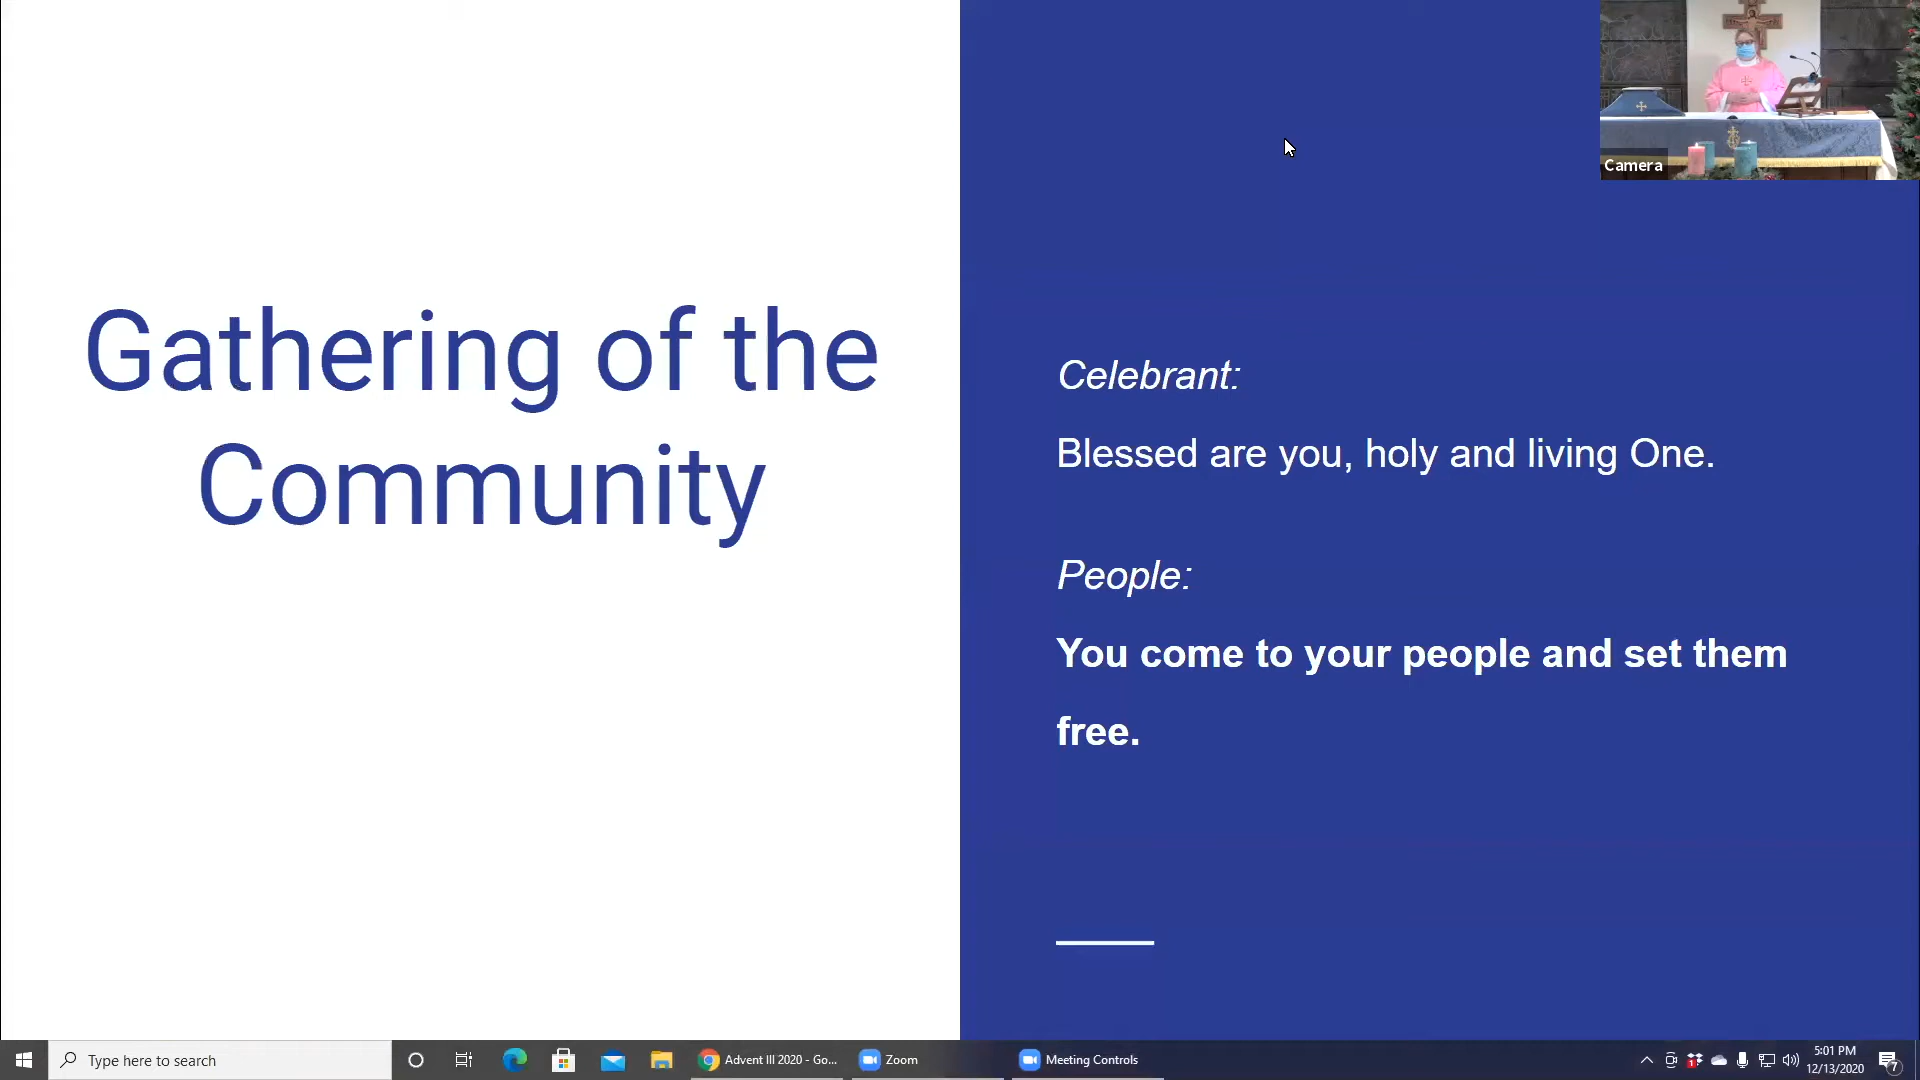 Gathering of the
Community
Celebrant:
Blessed are you, holy and living One.
People:
You come to your people and set them
free.
Camera
Type here to search
Advent III 2020 - Go...
Zoom
Meeting Controls
1
5:01 PM
12/13/2020
7